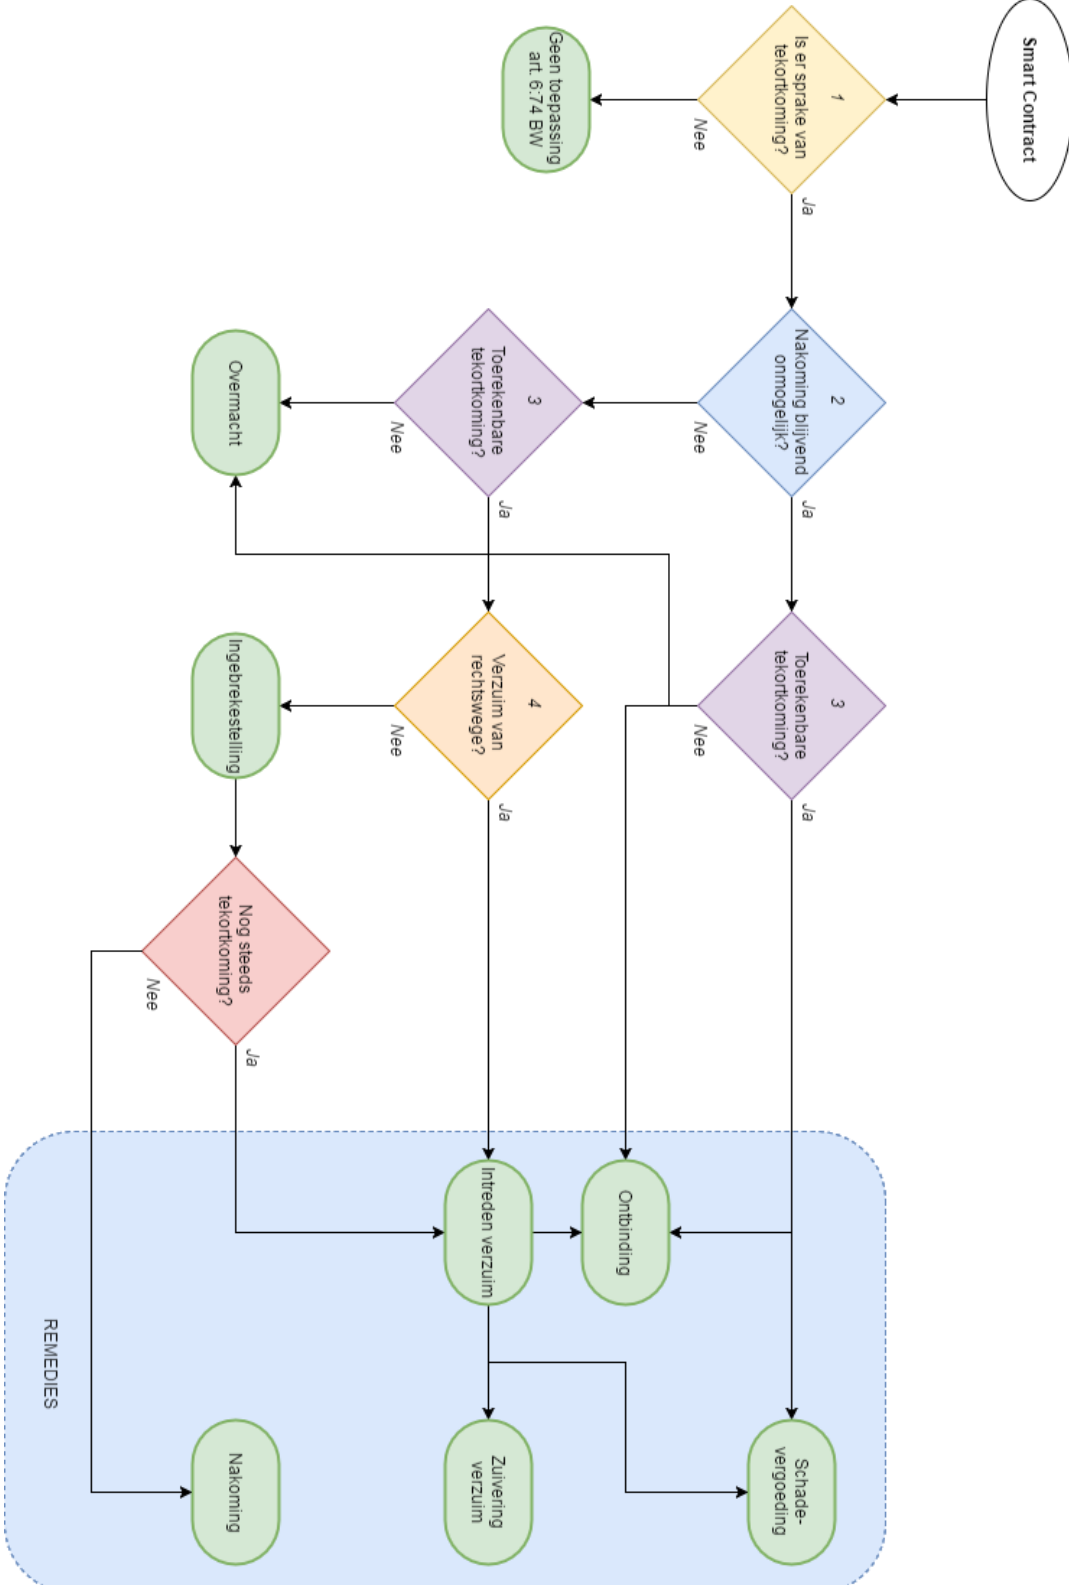 Smart Contract
1
Is er sprake van
tekortkoming?
Nee
Ja
Geen toepassing
art. 6:74 BW
2
Nakoming blijvend
onmogelijk?
Nee
Ja
3
Toerekenbare
tekortkoming?
Nee
Ja
3
Toerekenbare
tekortkoming?
Nee
Ja
Overmacht
4
Verzuim van
rechtswege?
Nee
Ja
Ingebrekestelling
Nog steeds
tekortkoming?
Nee
Ja
Ontbinding
Intreden verzuim
Schade-
vergoeding
Zuivering
verzuim
Nakoming
REMEDIES